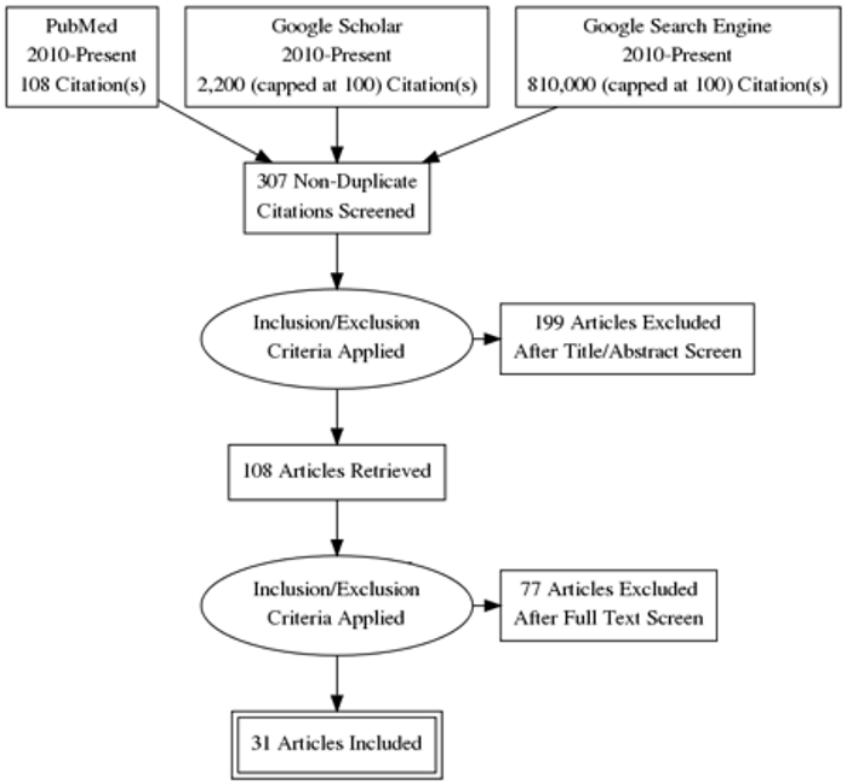 PubMed
2010-Present
108 Citation(s)
Google Scholar
2010-Present
2,200 (capped at 100) Citation(s)
Google Search Engine
2010-Present
810,000 (capped at 100) Citation(s)
307 Non-Duplicate
Citations Screened
Inclusion/Exclusion
Criteria Applied
199 Articles Excluded
After Title/Abstract Screen
108 Articles Retrieved
Inclusion/Exclusion
Criteria Applied
77 Articles Excluded
After Full Text Screen
31 Articles Included